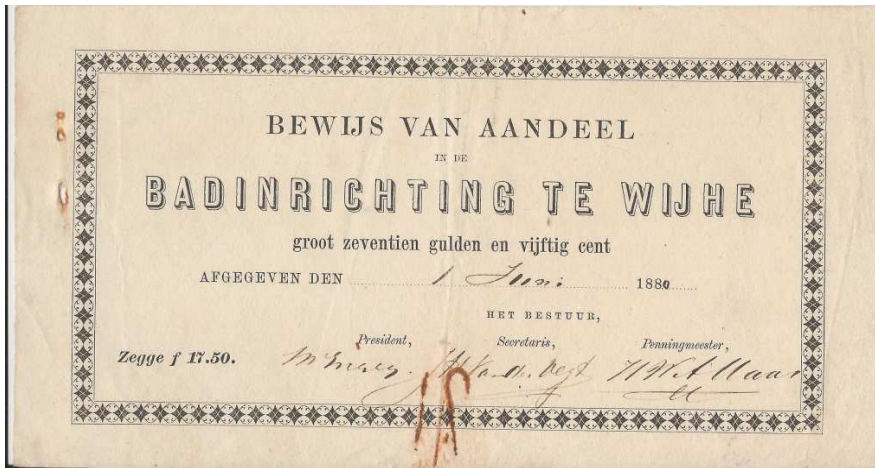 BEWIJS VAN AANDEEL
IN DE
BADINRICHTING TE WIJHE
groot zeventien gulden en vijftig cent
AFGEGEVEN DEN 1 Juni 1880
HET BESTUUR,
President, Secretaris, Penningmeester,
Zegge f 17.50.